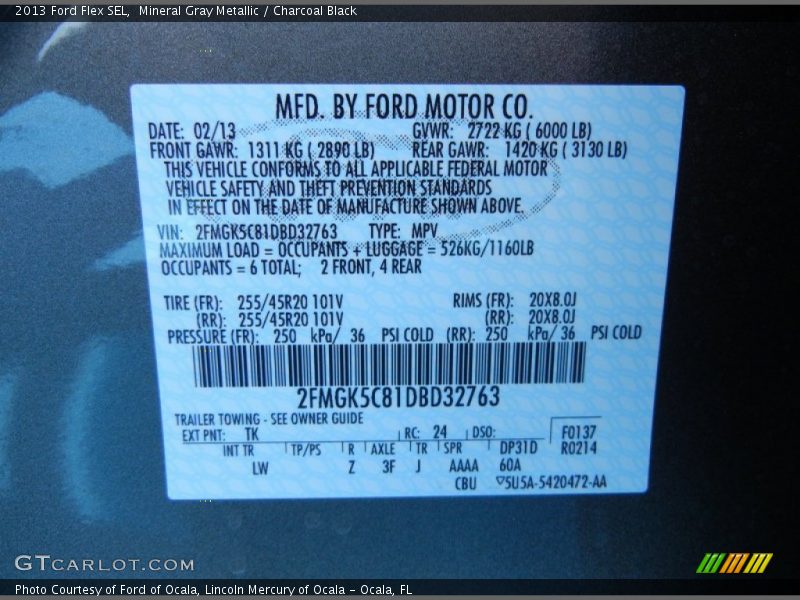 2013 Ford Flex SEL, Mineral Gray Metallic / Charcoal Black
MFD. BY FORD MOTOR CO.
DATE: 02/13 GVWR: 2722 KG ( 6000 LB)
FRONT GAWR: 1311 KG ( 2890 LB) REAR GAWR: 1420 KG ( 3130 LB)
THIS VEHICLE CONFORMS TO ALL APPLICABLE FEDERAL MOTOR
VEHICLE SAFETY AND THEFT PREVENTION STANDARDS
IN EFFECT ON THE DATE OF MANUFACTURE SHOWN ABOVE.
VIN: 2FMGK5C81DBD32763 TYPE: MPV
MAXIMUM LOAD = OCCUPANTS + LUGGAGE = 526KG/1160LB
OCCUPANTS = 6 TOTAL; 2 FRONT, 4 REAR
TIRE (FR): 255/45R20 101V RIMS (FR): 20X8.0J
(RR): 255/45R20 101V (RR): 20X8.0J
PRESSURE (FR): 250 kPa/ 36 PSI COLD (RR): 250 kPa/ 36 PSI COLD
2FMGK5C81DBD32763
TRAILER TOWING - SEE OWNER GUIDE
EXT PNT: TK RC: 24 DSO: F0137
INT TR TP/PS R AXLE TR SPR DP31D R0214
LW Z 3F J AAAA 60A
CBU 5U5A-5420472-AA
GTCARLOT.COM
Photo Courtesy of Ford of Ocala, Lincoln Mercury of Ocala – Ocala, FL